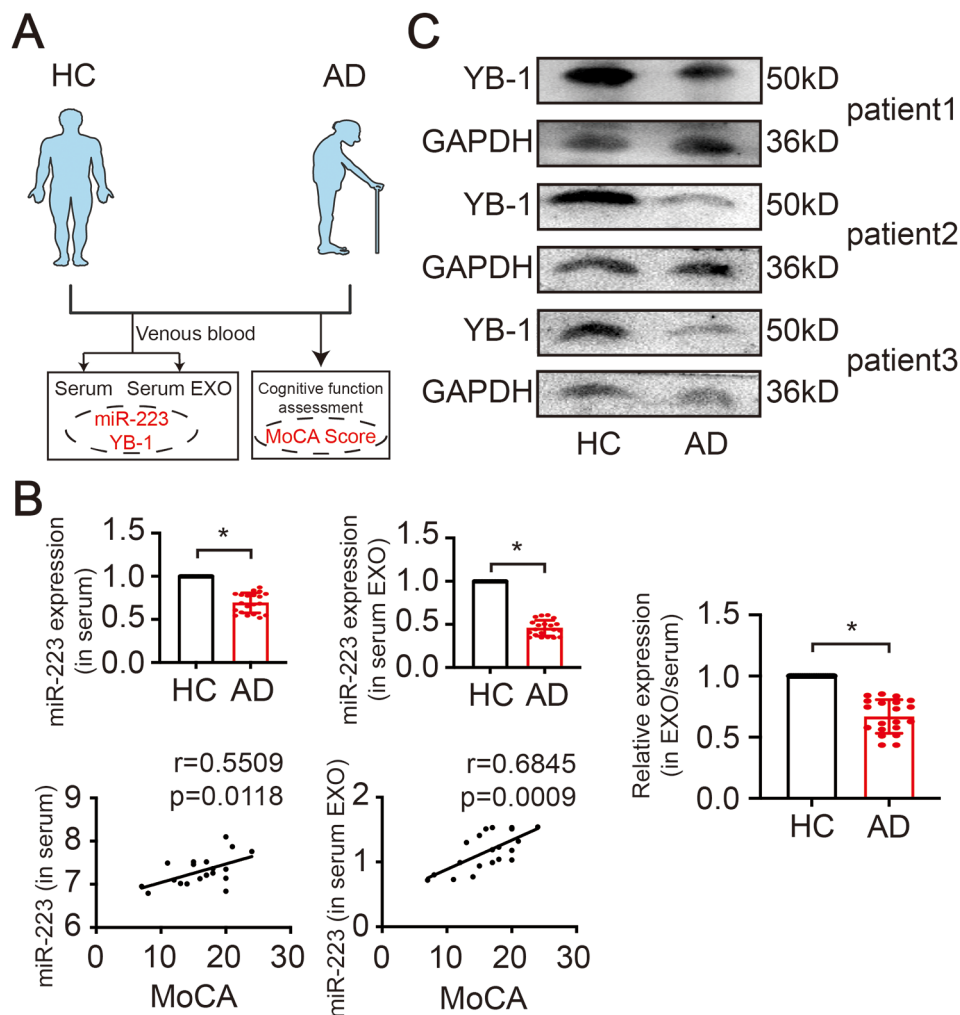 A
HC
AD
Venous blood
Serum Serum EXO
miR-223
YB-1
Cognitive function
assessment
MoCA Score
C
YB-1
50kD
GAPDH
36kD
patient1
YB-1
50kD
GAPDH
36kD
patient2
YB-1
50kD
GAPDH
36kD
patient3
HC
AD
B
miR-223 expression
(in serum)
1.5
1.0
0.5
0.0
*
HC
AD
miR-223 expression
(in serum EXO)
1.5
1.0
0.5
0.0
*
HC
AD
Relative expression
(in EXO/serum)
1.5
1.0
0.5
0.0
*
HC
AD
r=0.5509
p=0.0118
miR-223 (in serum)
9
8
7
6
0
10
20
30
MoCA
r=0.6845
p=0.0009
miR-223 (in serum EXO)
2
1
0
0
10
20
30
MoCA